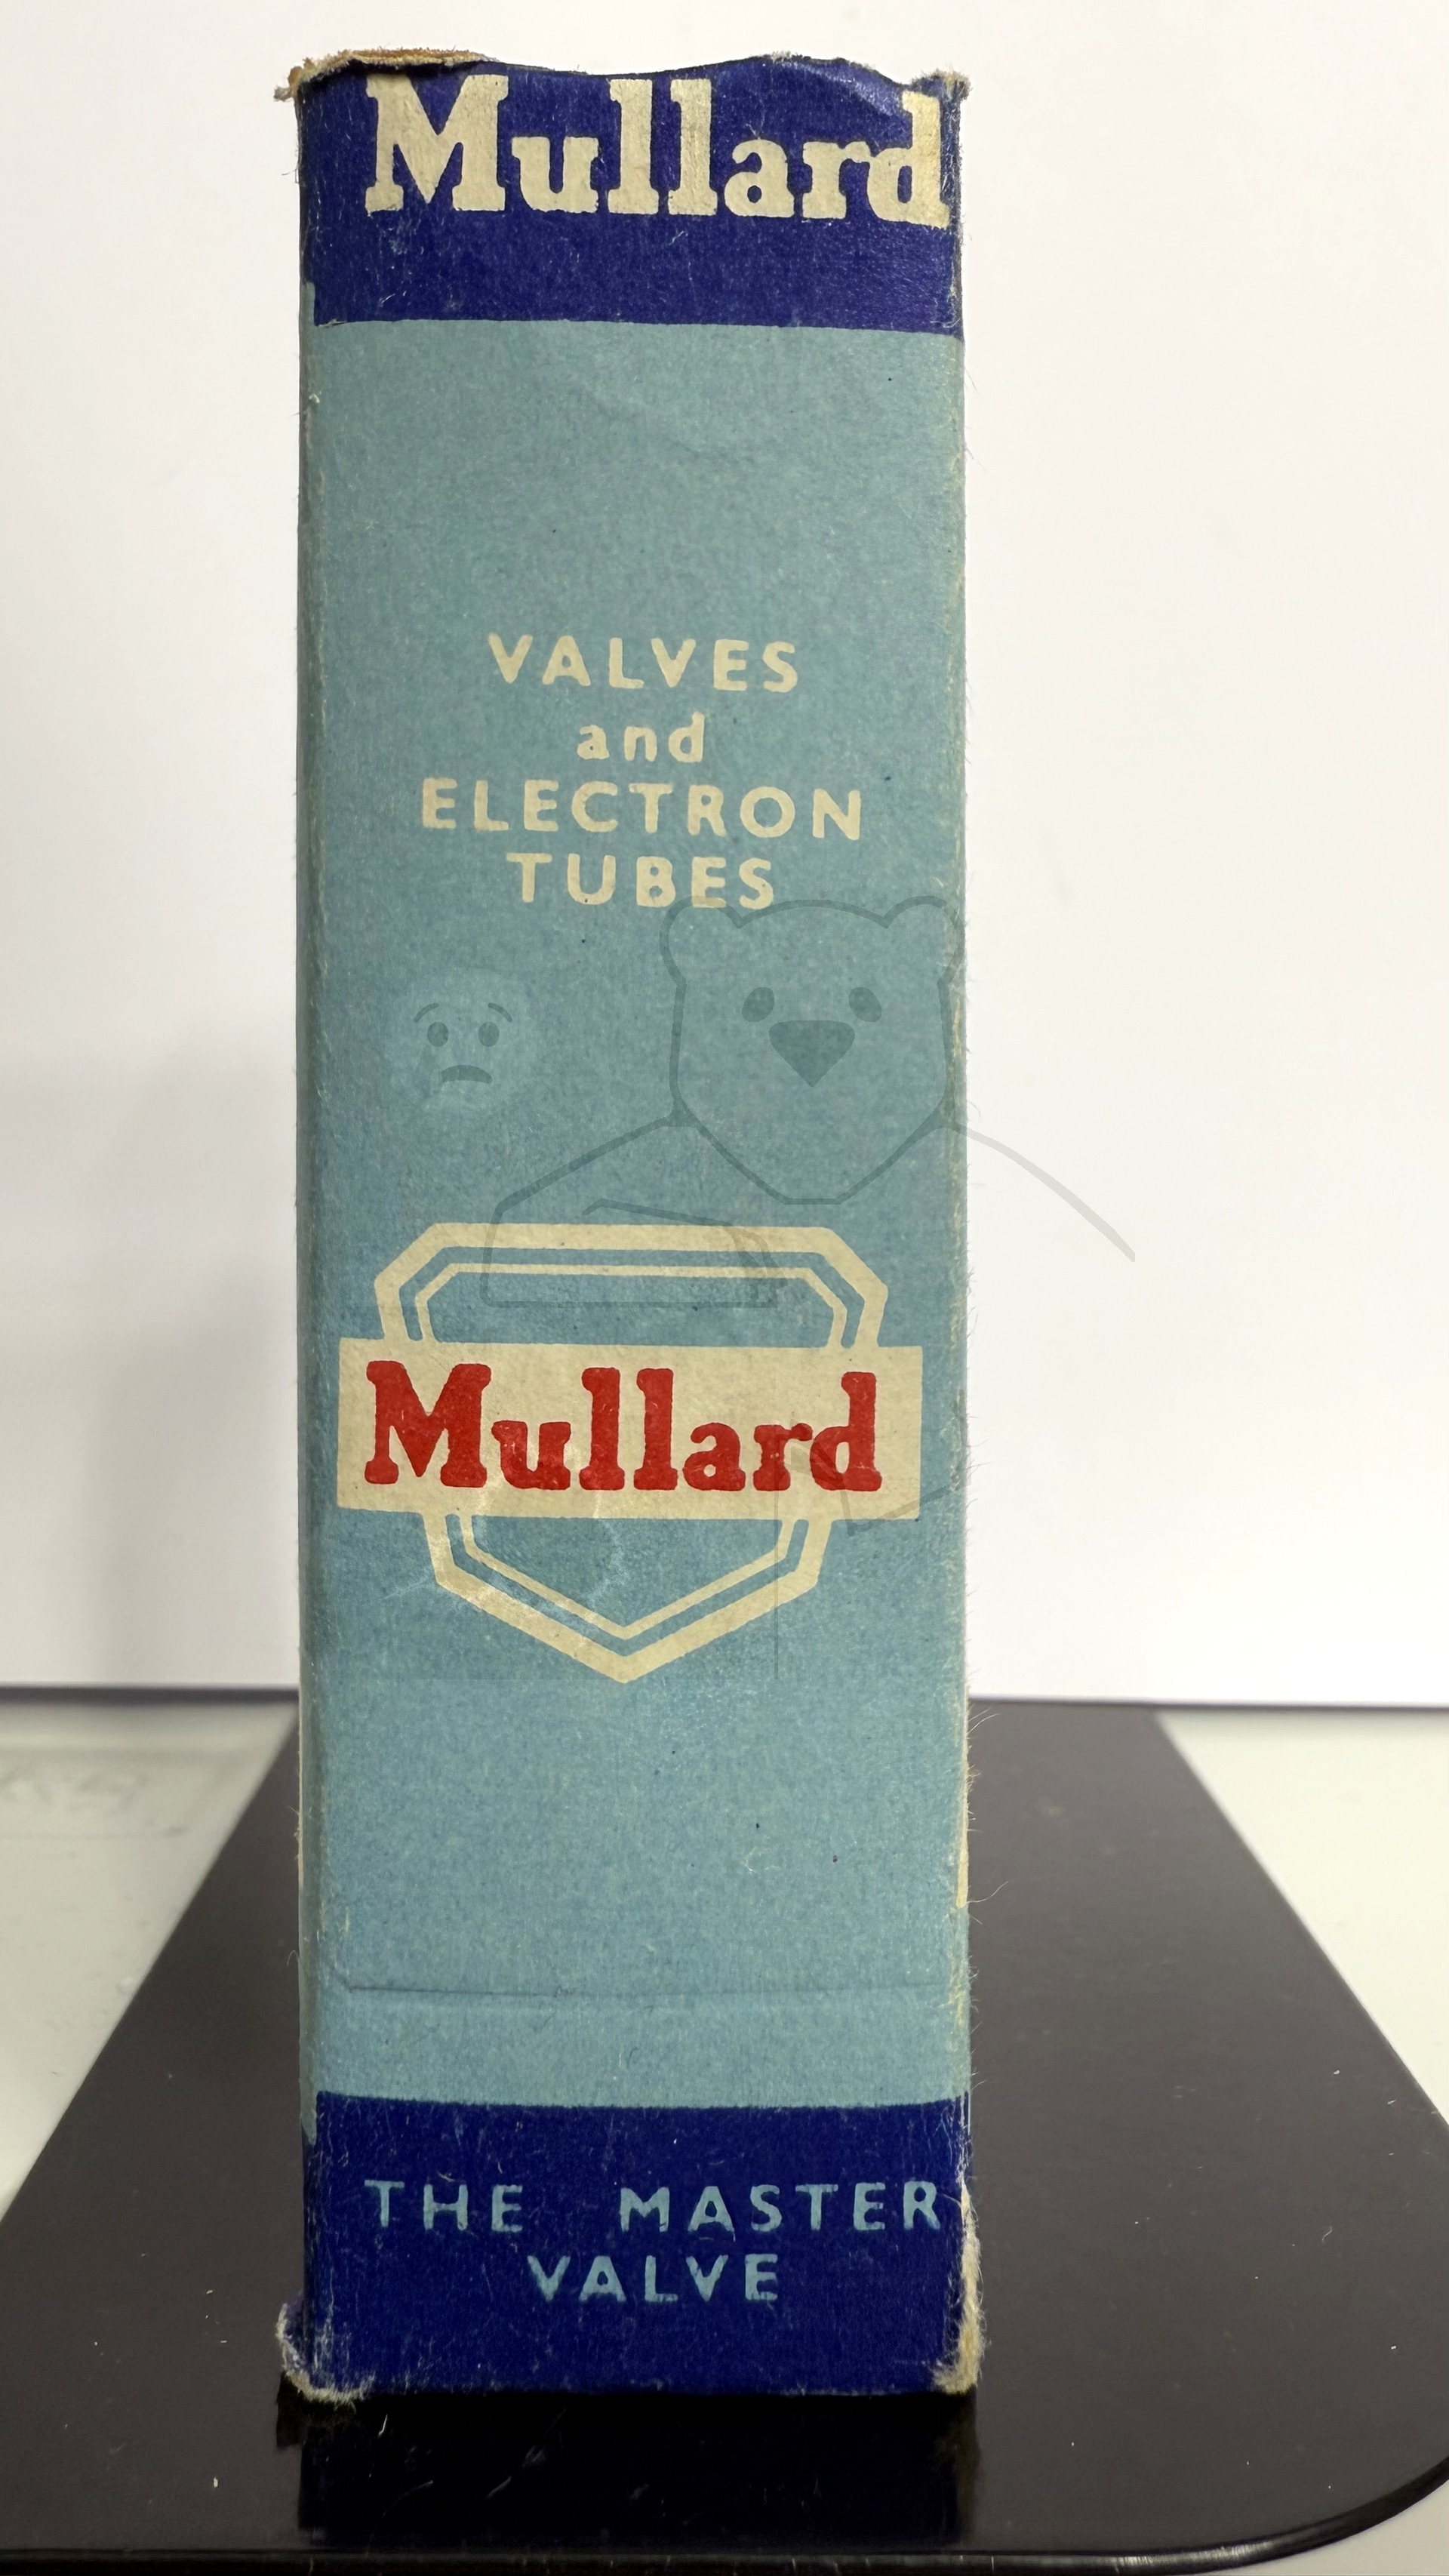 Mullard
VALVES
and
ELECTRON
TUBES
Mullard
THE MASTER
VALVE